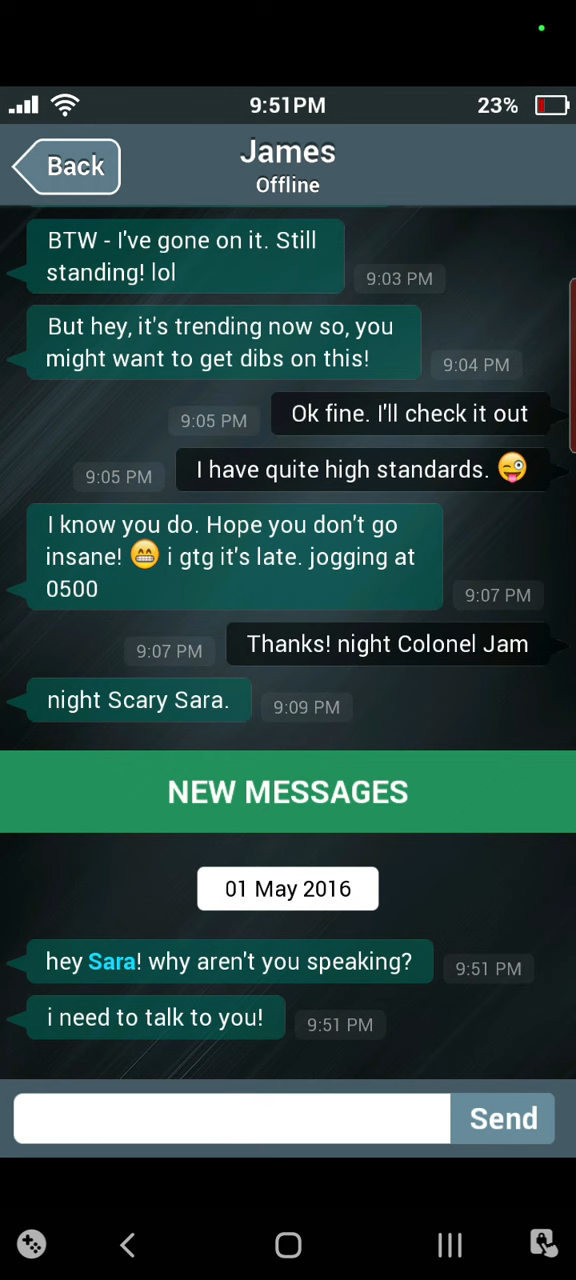 9:51PM
23%
Back
James
Offline
BTW - I've gone on it. Still
standing! lol
9:03 PM
But hey, it's trending now so, you
might want to get dibs on this!
9:04 PM
9:05 PM
Ok fine. I'll check it out
9:05 PM
I have quite high standards. 😜
I know you do. Hope you don't go
insane! 😁 i gtg it's late. jogging at
0500
9:07 PM
9:07 PM
Thanks! night Colonel Jam
night Scary Sara.
9:09 PM
NEW MESSAGES
01 May 2016
hey Sara! why aren't you speaking?
9:51 PM
i need to talk to you!
9:51 PM
Send